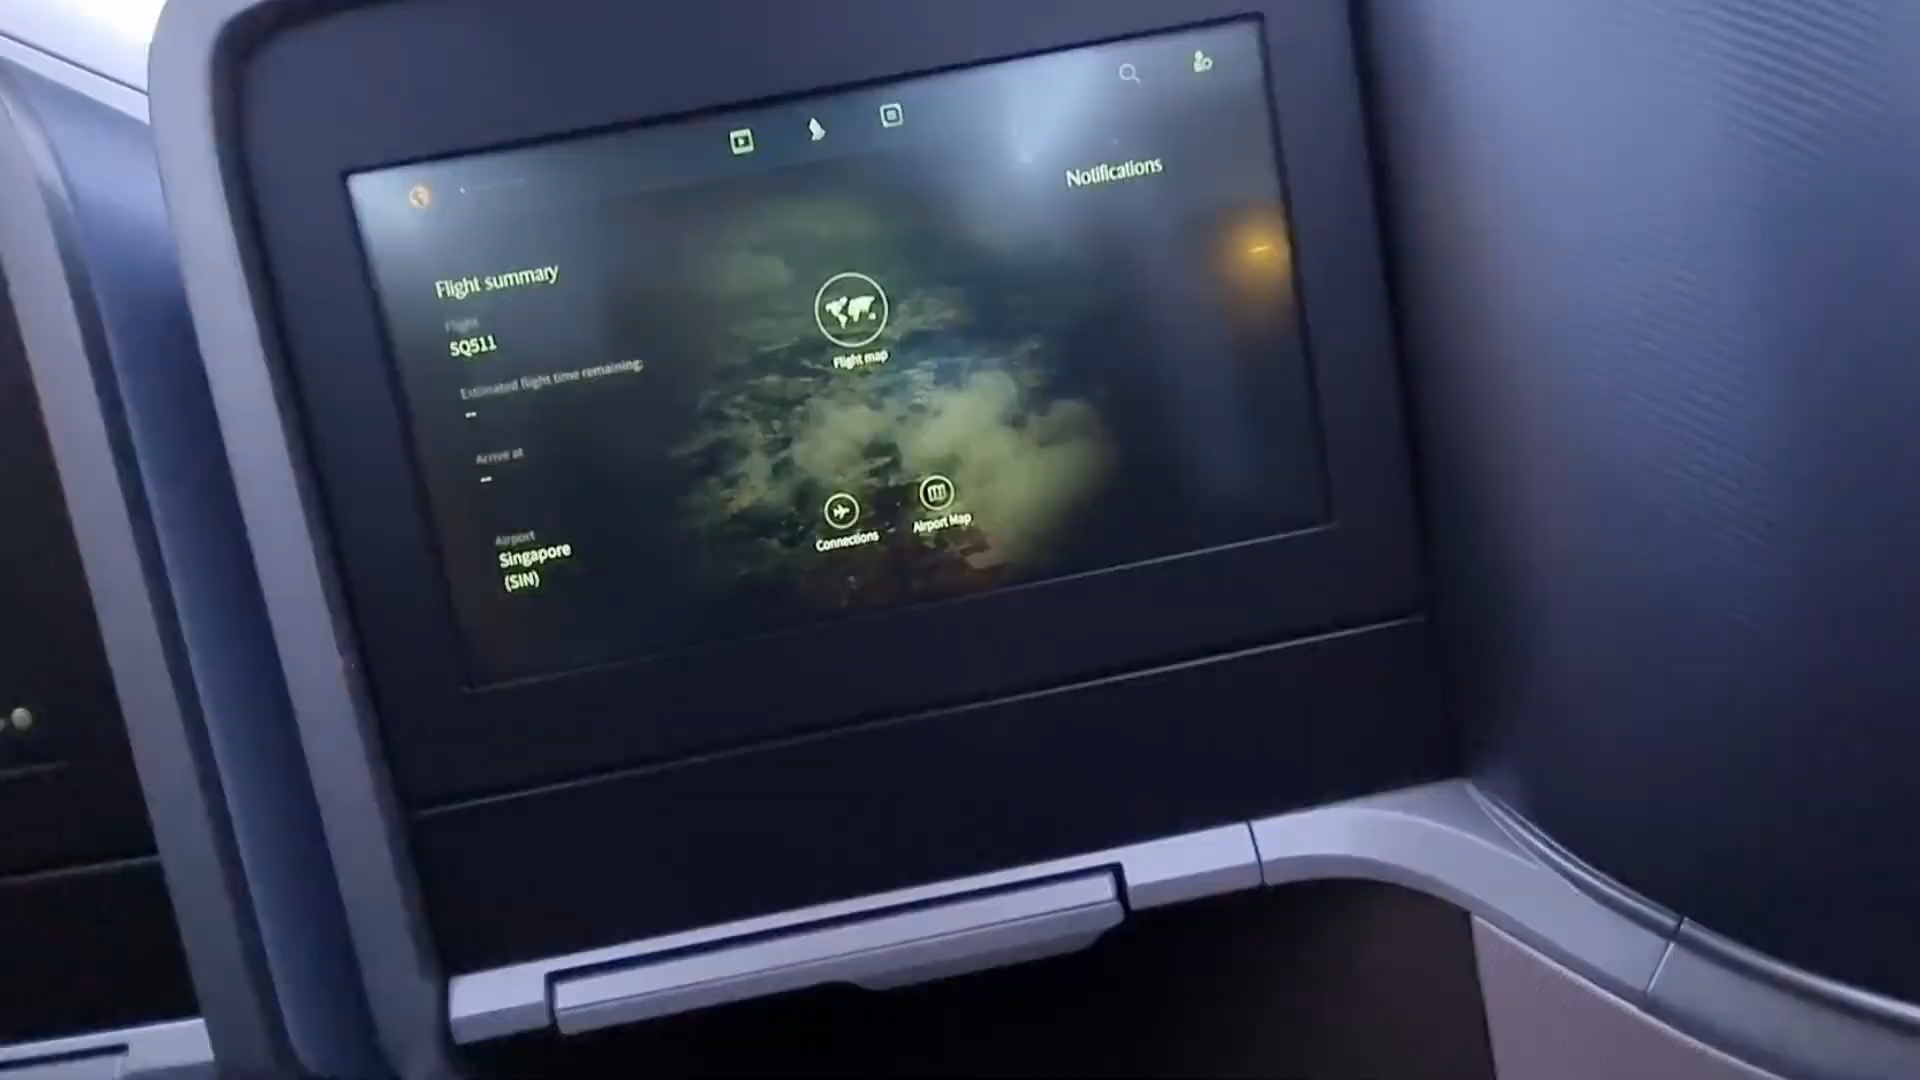 Notifications
Flight summary
Flight
SQ511
Estimated flight time remaining:
--
Arrive at
--
Airport
Singapore
(SIN)
Flight map
Connections
Airport Map